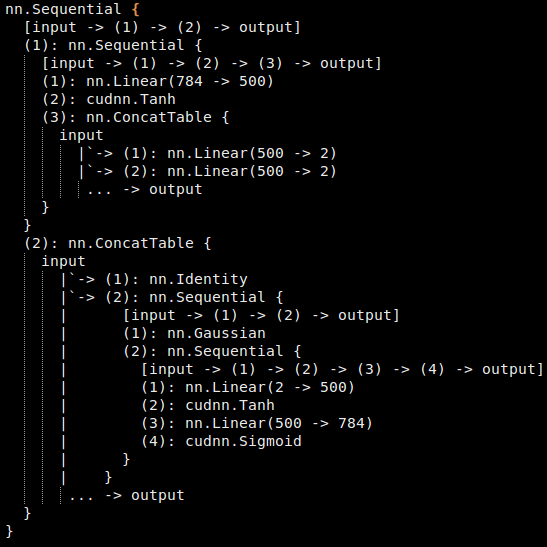 nn.Sequential {
  [input -> (1) -> (2) -> output]
  (1): nn.Sequential {
    [input -> (1) -> (2) -> (3) -> output]
    (1): nn.Linear(784 -> 500)
    (2): cudnn.Tanh
    (3): nn.ConcatTable {
      input
        |`-> (1): nn.Linear(500 -> 2)
        |`-> (2): nn.Linear(500 -> 2)
         ... -> output
    }
  }
  (2): nn.ConcatTable {
    input
      |`-> (1): nn.Identity
      |`-> (2): nn.Sequential {
      |      [input -> (1) -> (2) -> output]
      |      (1): nn.Gaussian
      |      (2): nn.Sequential {
      |        [input -> (1) -> (2) -> (3) -> (4) -> output]
      |        (1): nn.Linear(2 -> 500)
      |        (2): cudnn.Tanh
      |        (3): nn.Linear(500 -> 784)
      |        (4): cudnn.Sigmoid
      |      }
      |    }
       ... -> output
  }
}